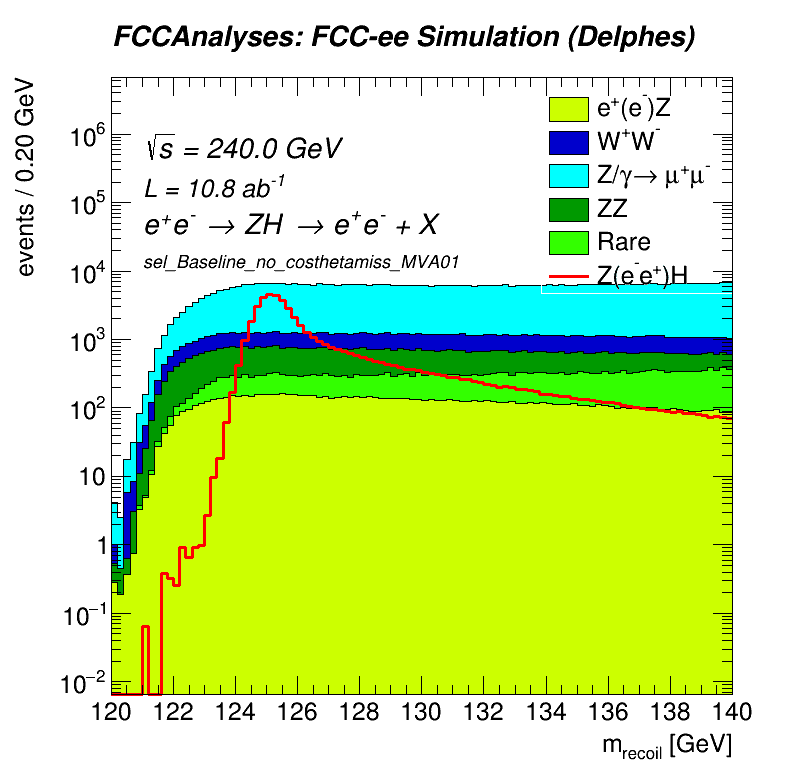 FCCAnalyses: FCC-ee Simulation (Delphes)
events / 0.20 GeV
√s = 240.0 GeV
L = 10.8 ab⁻¹
e⁺e⁻ → ZH → e⁺e⁻ + X
sel_Baseline_no_costhetamiss_MVA01
e⁺(e⁻)Z
W⁺W⁻
Z/γ→ μ⁺μ⁻
ZZ
Rare
Z(e⁻e⁺)H
10⁶
10⁵
10⁴
10³
10²
10
1
10⁻¹
10⁻²
120 122 124 126 128 130 132 134 136 138 140
m_recoil [GeV]